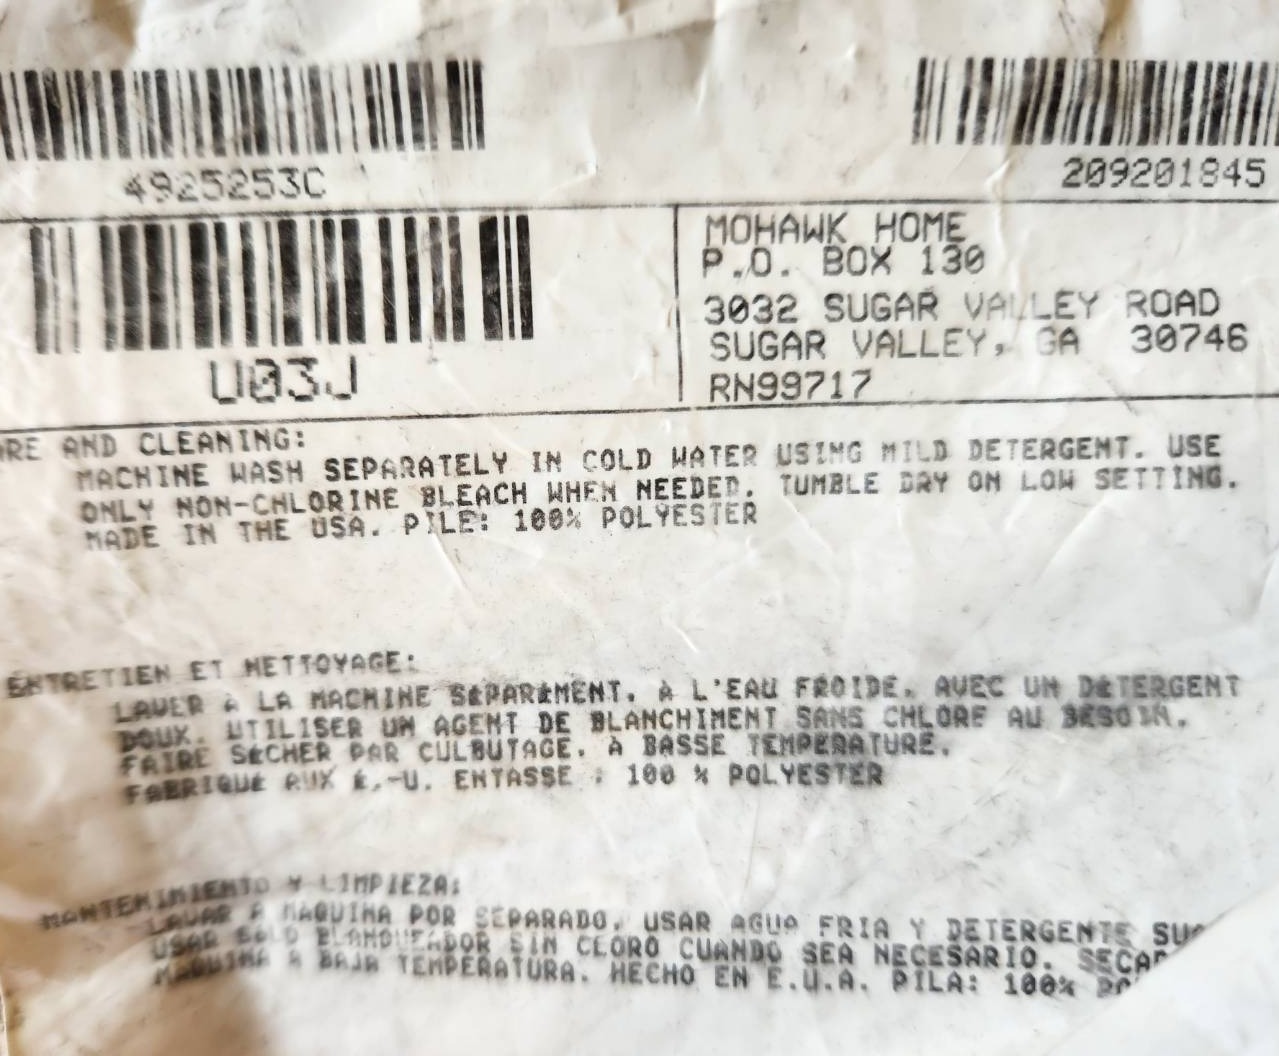 4925253C
209201845
U03J
MOHAWK HOME
P.O. BOX 130
3032 SUGAR VALLEY ROAD
SUGAR VALLEY, GA 30746
RN99717
ARE AND CLEANING:
MACHINE WASH SEPARATELY IN COLD WATER USING MILD DETERGENT. USE
ONLY NON-CHLORINE BLEACH WHEN NEEDED. TUMBLE DRY ON LOW SETTING.
MADE IN THE USA. PILE: 100% POLYESTER
ENTRETIEN ET NETTOYAGE:
LAVER À LA MACHINE SÉPARÉMENT, À L'EAU FROIDE, AVEC UN DÉTERGENT
DOUX. UTILISER UN AGENT DE BLANCHIMENT SANS CHLORE AU BESOIN.
FAIRE SÉCHER PAR CULBUTAGE, À BASSE TEMPÉRATURE.
FABRIQUÉ AUX É.-U. ENTASSE : 100 % POLYESTER
MANTENIMIENTO Y LIMPIEZA:
LAVAR A MAQUINA POR SEPARADO, USAR AGUA FRIA Y DETERGENTE
USAR SOLO BLANQUEADOR SIN CLORO CUANDO SEA NECESARIO. SECAR
MAQUINA A BAJA TEMPERATURA. HECHO EN E.U.A. PILA: 100%